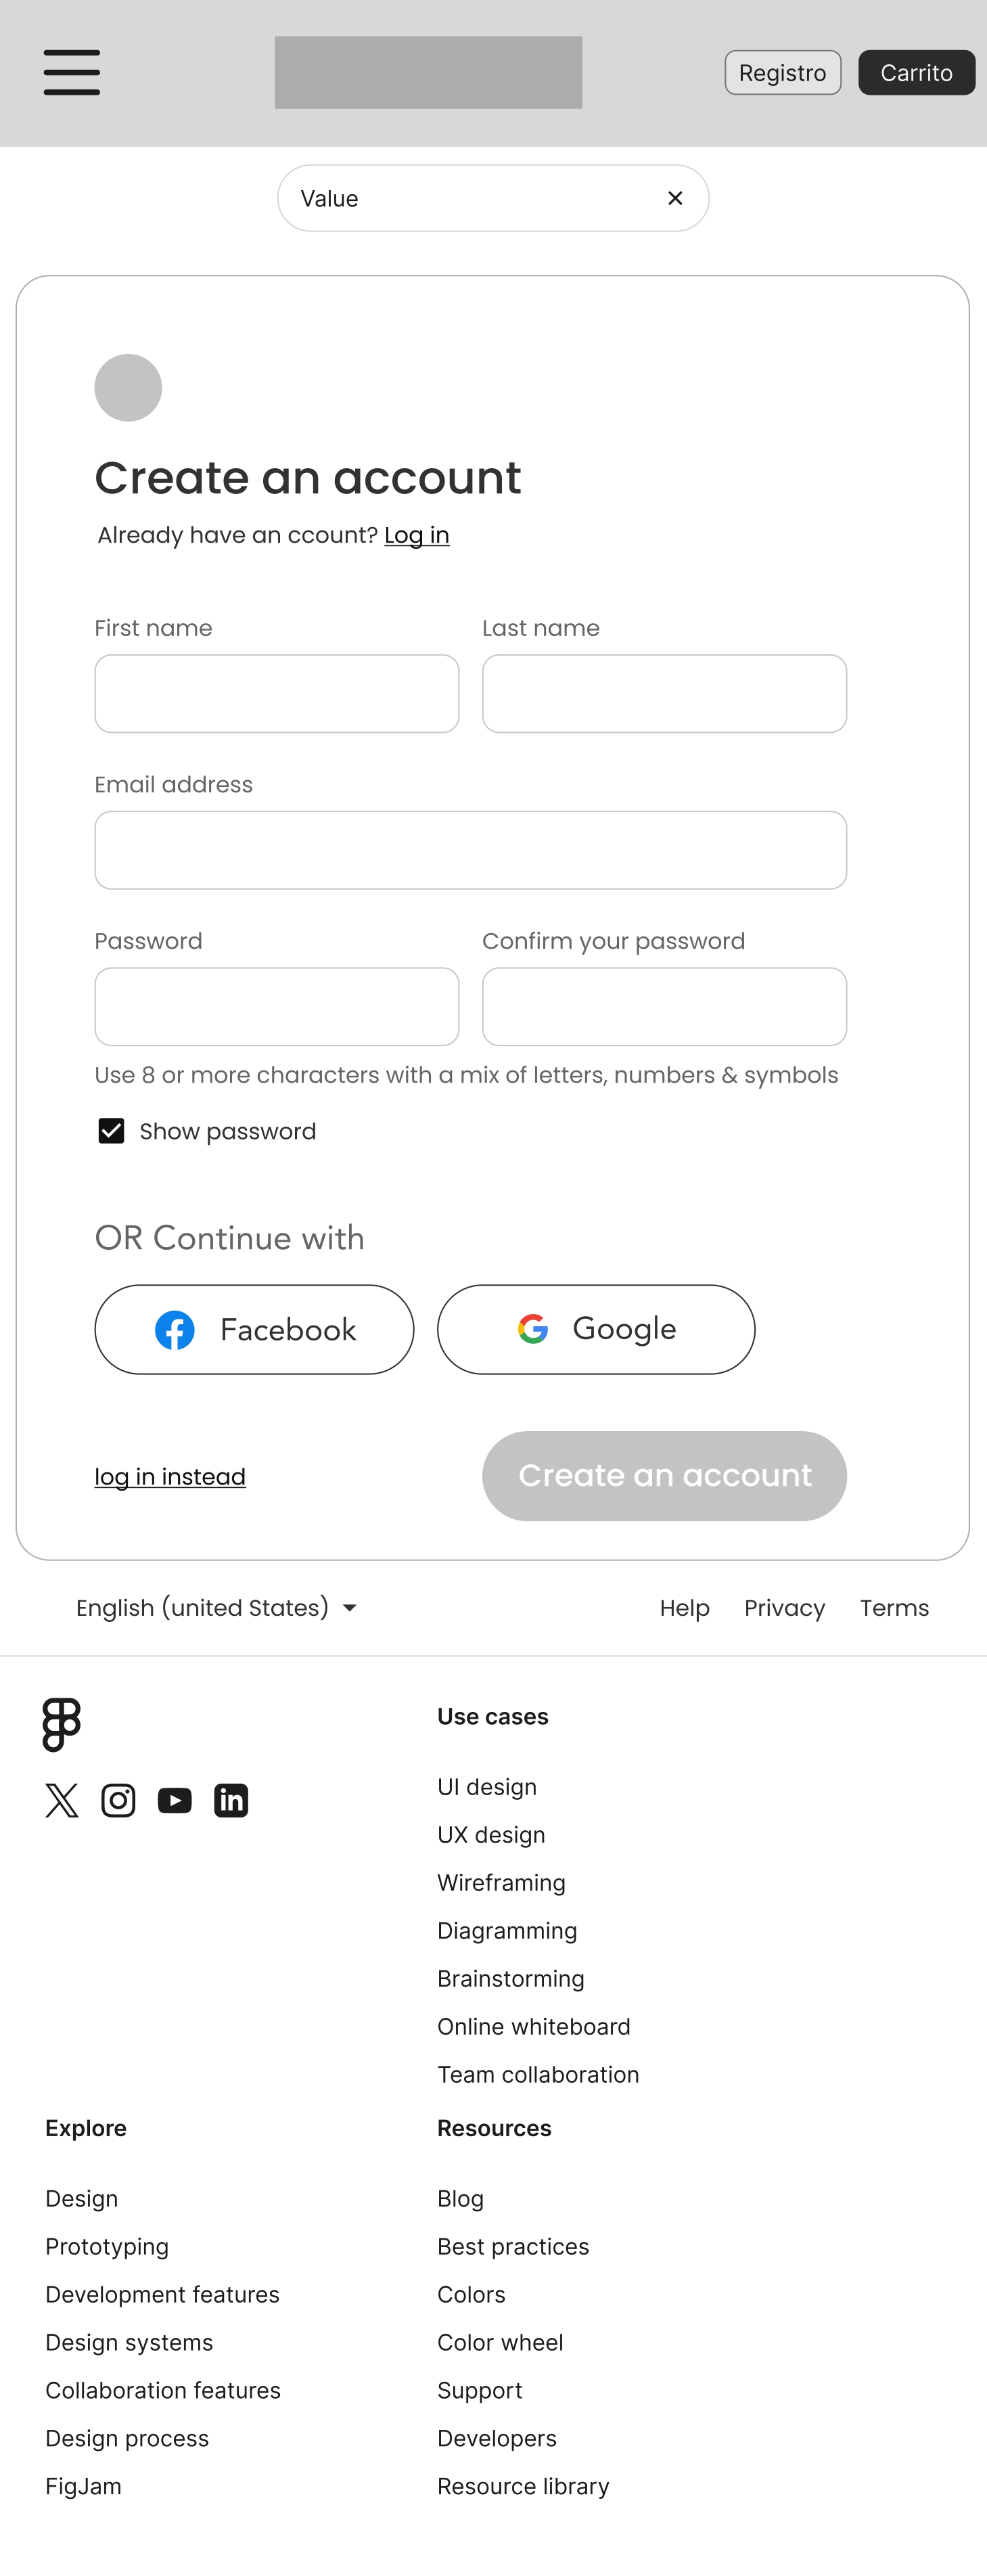 Registro
Carrito
Value
Create an account
Already have an ccount? Log in
First name
Last name
Email address
Password
Confirm your password
Use 8 or more characters with a mix of letters, numbers & symbols
Show password
OR Continue with
Facebook
Google
log in instead
Create an account
English (united States)
Help
Privacy
Terms
Use cases
UI design
UX design
Wireframing
Diagramming
Brainstorming
Online whiteboard
Team collaboration
Explore
Design
Prototyping
Development features
Design systems
Collaboration features
Design process
FigJam
Resources
Blog
Best practices
Colors
Color wheel
Support
Developers
Resource library